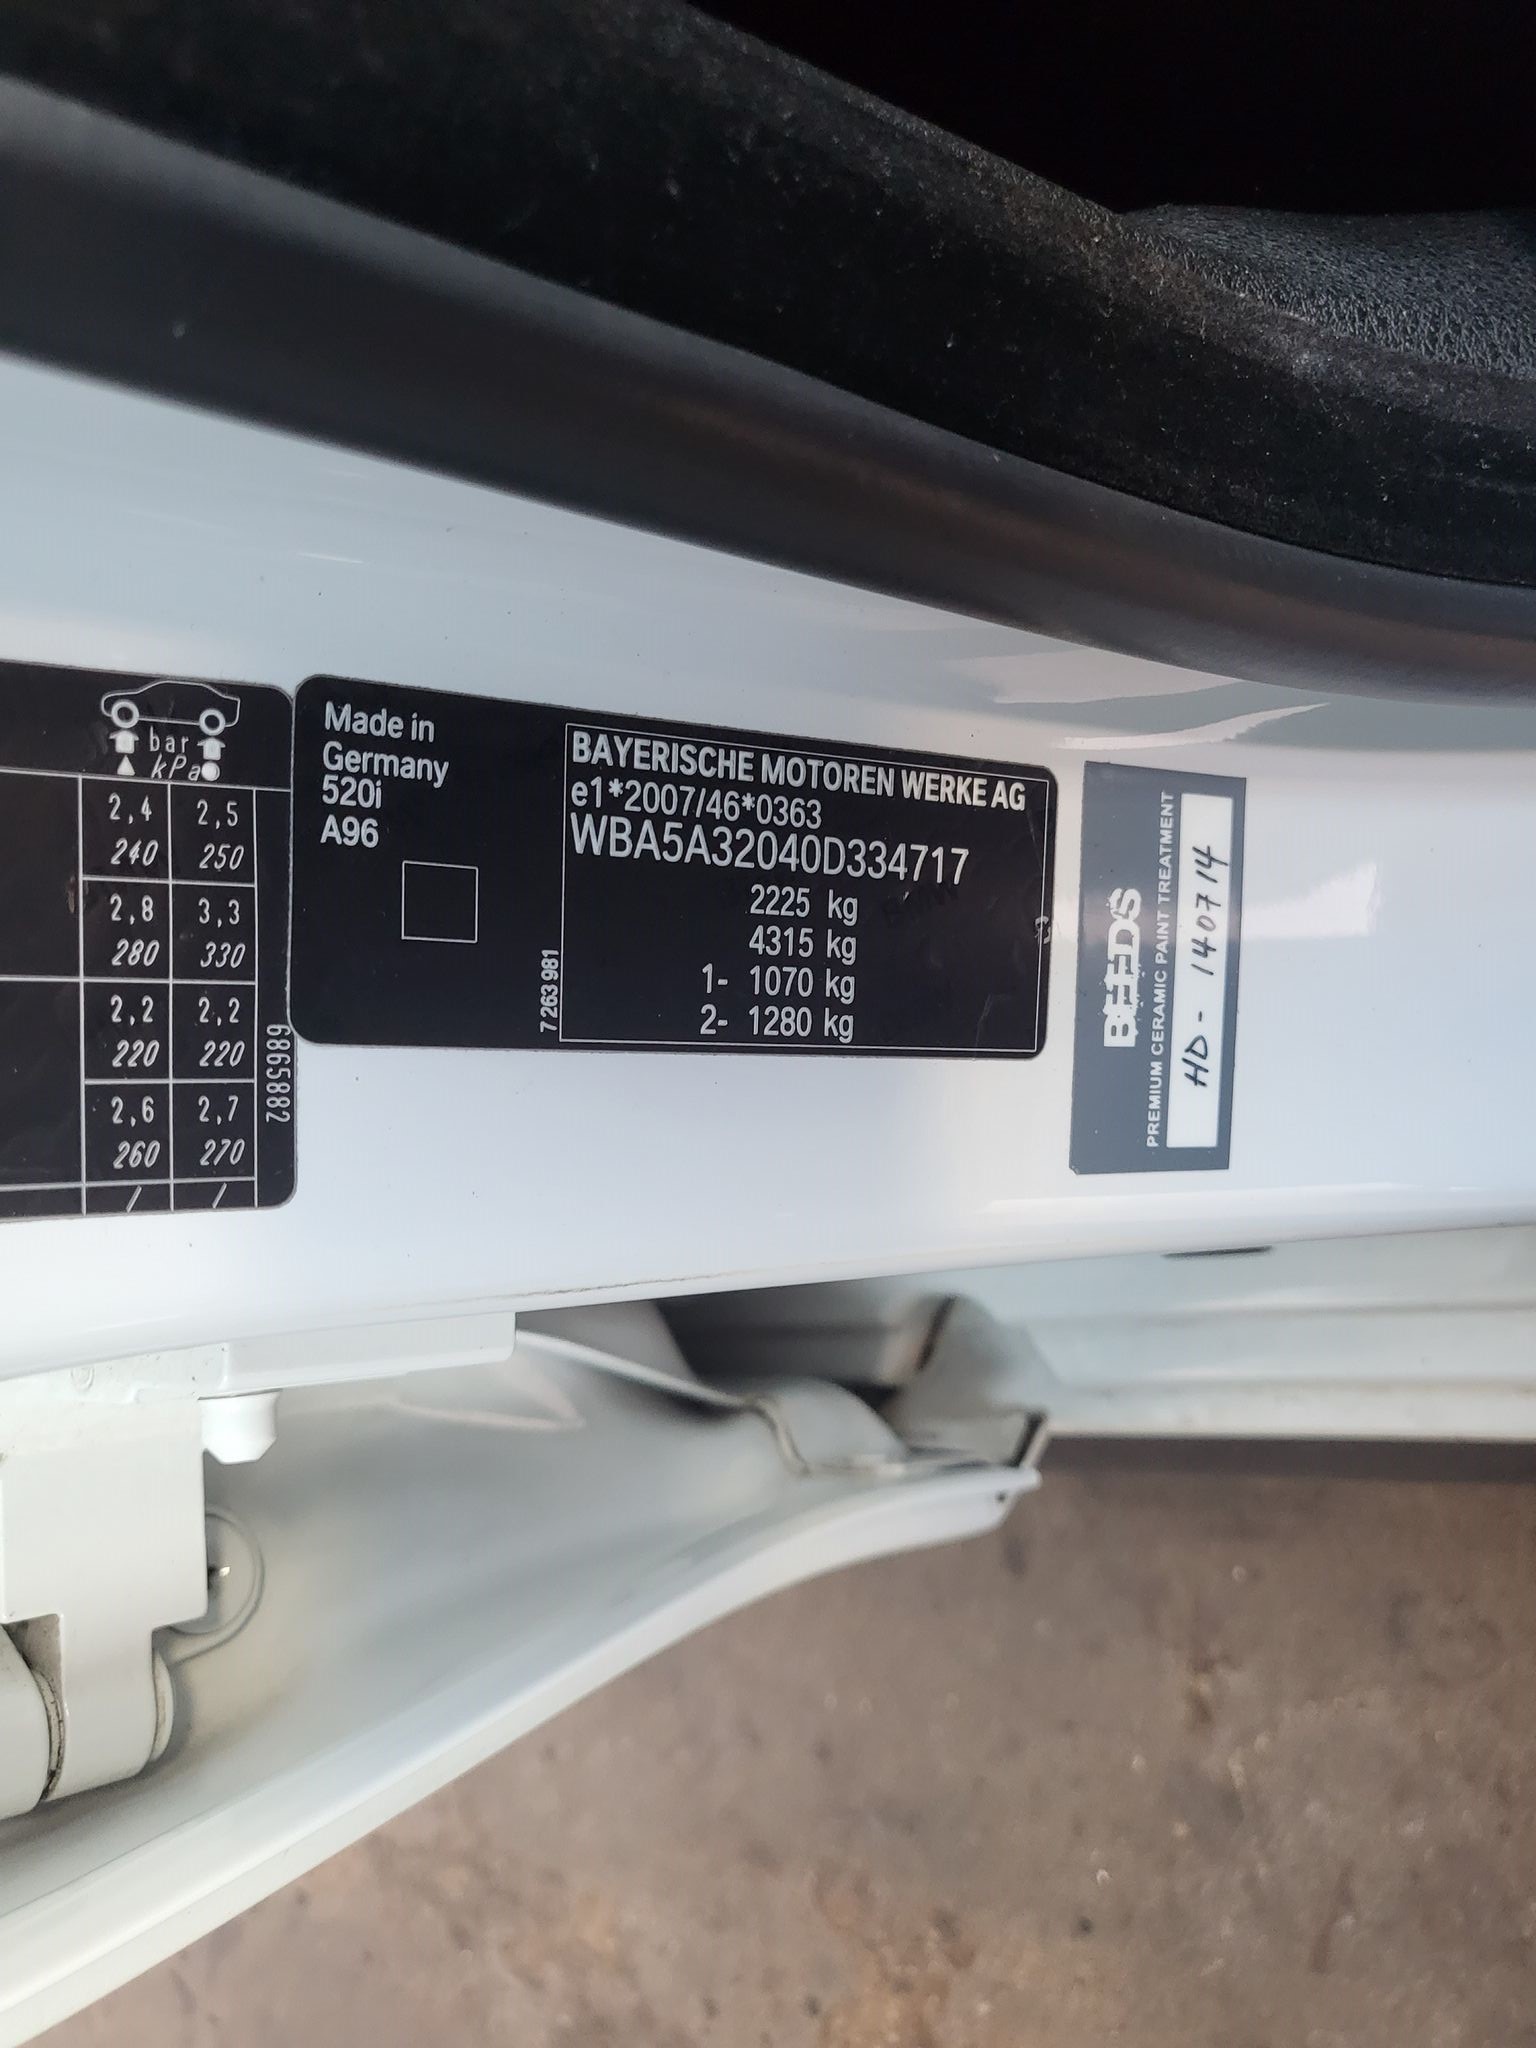 bar
kPa
2,4 2,5
240 250
2,8 3,3
280 330
2,2 2,2
220 220
2,6 2,7
260 270
/ /
6865882
Made in
Germany
520i
A96
7 263 981
BAYERISCHE MOTOREN WERKE AG
e1*2007/46*0363
WBA5A32040D334717
2225 kg
4315 kg
1- 1070 kg
2- 1280 kg
PREMIUM CERAMIC PAINT TREATMENT
HD - 140714